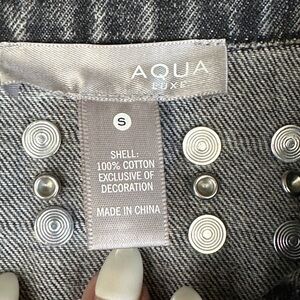 AQUA
LUXE
S
SHELL:
100% COTTON
EXCLUSIVE OF
DECORATION
MADE IN CHINA